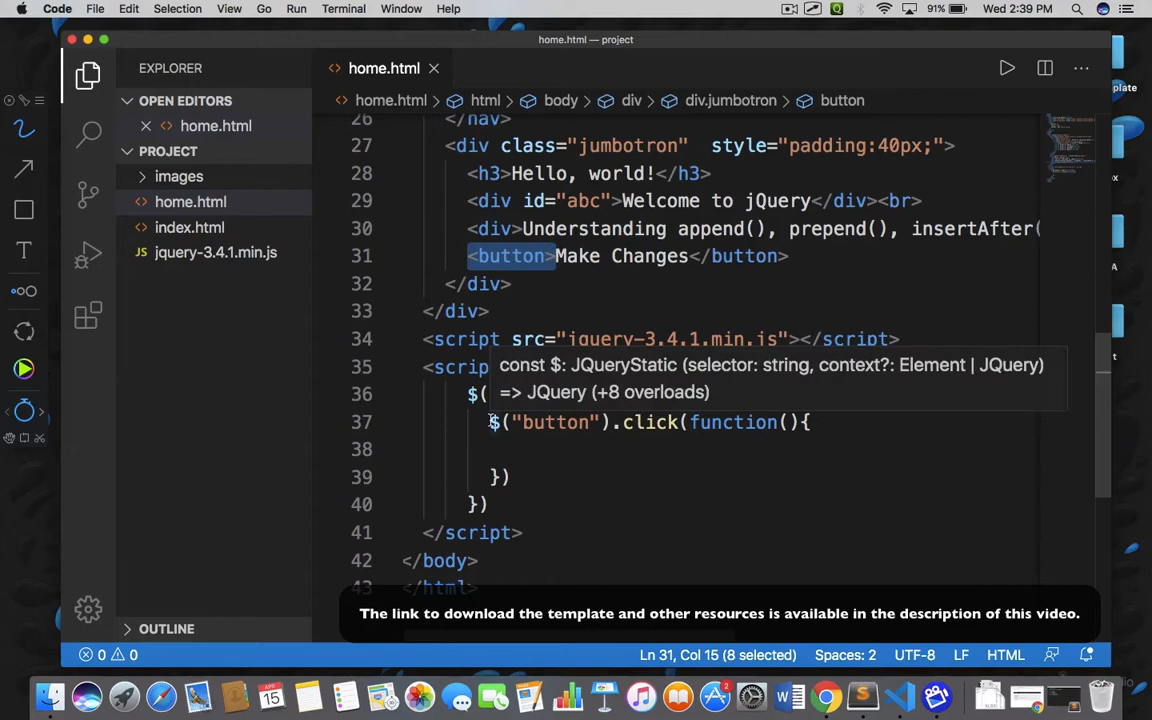 Code File Edit Selection View Go Run Terminal Window Help 91% Wed 2:39 PM
home.html — project
EXPLORER home.html
OPEN EDITORS
home.html
PROJECT
images
home.html
index.html
JS jquery-3.4.1.min.js
OUTLINE
home.html > html > body > div > div.jumbotron > button
26 </nav>
27 <div class="jumbotron" style="padding:40px;">
28 <h3>Hello, world!</h3>
29 <div id="abc">Welcome to jQuery</div><br>
30 <div>Understanding append(), prepend(), insertAfter(
31 <button>Make Changes</button>
32 </div>
33 </div>
34 <script src="jquery-3.4.1.min.js"></script>
35 <scrip
const $: JQueryStatic (selector: string, context?: Element | JQuery)
=> JQuery (+8 overloads)
36 $(
37 $("button").click(function(){
38
39 })
40 })
41 </script>
42 </body>
43 </html>
The link to download the template and other resources is available in the description of this video.
0 0 Ln 31, Col 15 (8 selected) Spaces: 2 UTF-8 LF HTML
plate